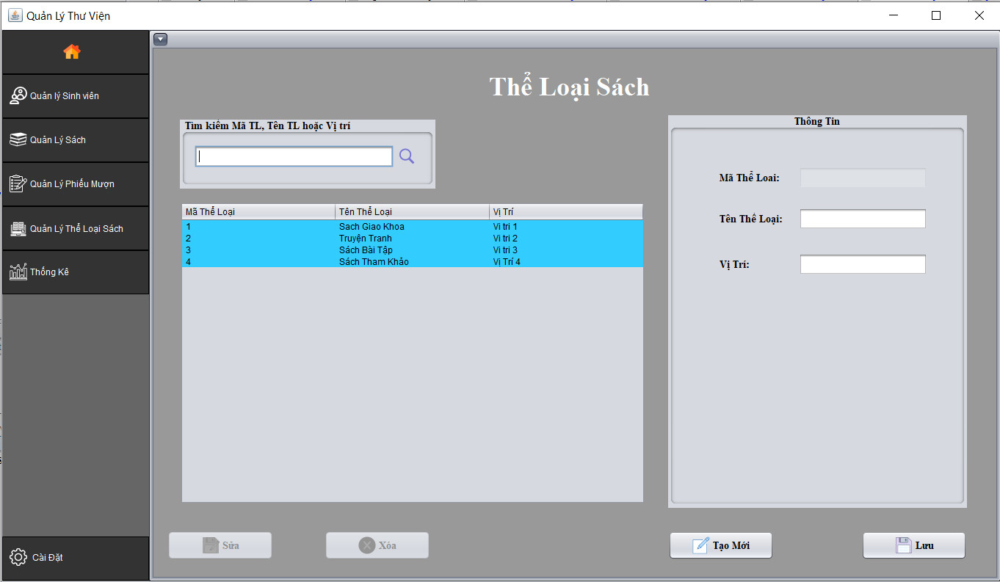 Quản Lý Thư Viện
Quản lý Sinh viên
Quản Lý Sách
Quản Lý Phiếu Mượn
Quản Lý Thể Loại Sách
Thống Kê
Cài Đặt
Thể Loại Sách
Tìm kiếm Mã TL, Tên TL hoặc Vị trí
Mã Thể Loại Tên Thể Loại Vị Trí
1 Sach Giao Khoa Vi tri 1
2 Truyện Tranh Vi tri 2
3 Sách Bài Tập Vi tri 3
4 Sách Tham Khảo Vị Trí 4
Thông Tin
Mã Thể Loai:
Tên Thể Loại:
Vị Trí:
Sửa
Xóa
Tạo Mới
Lưu